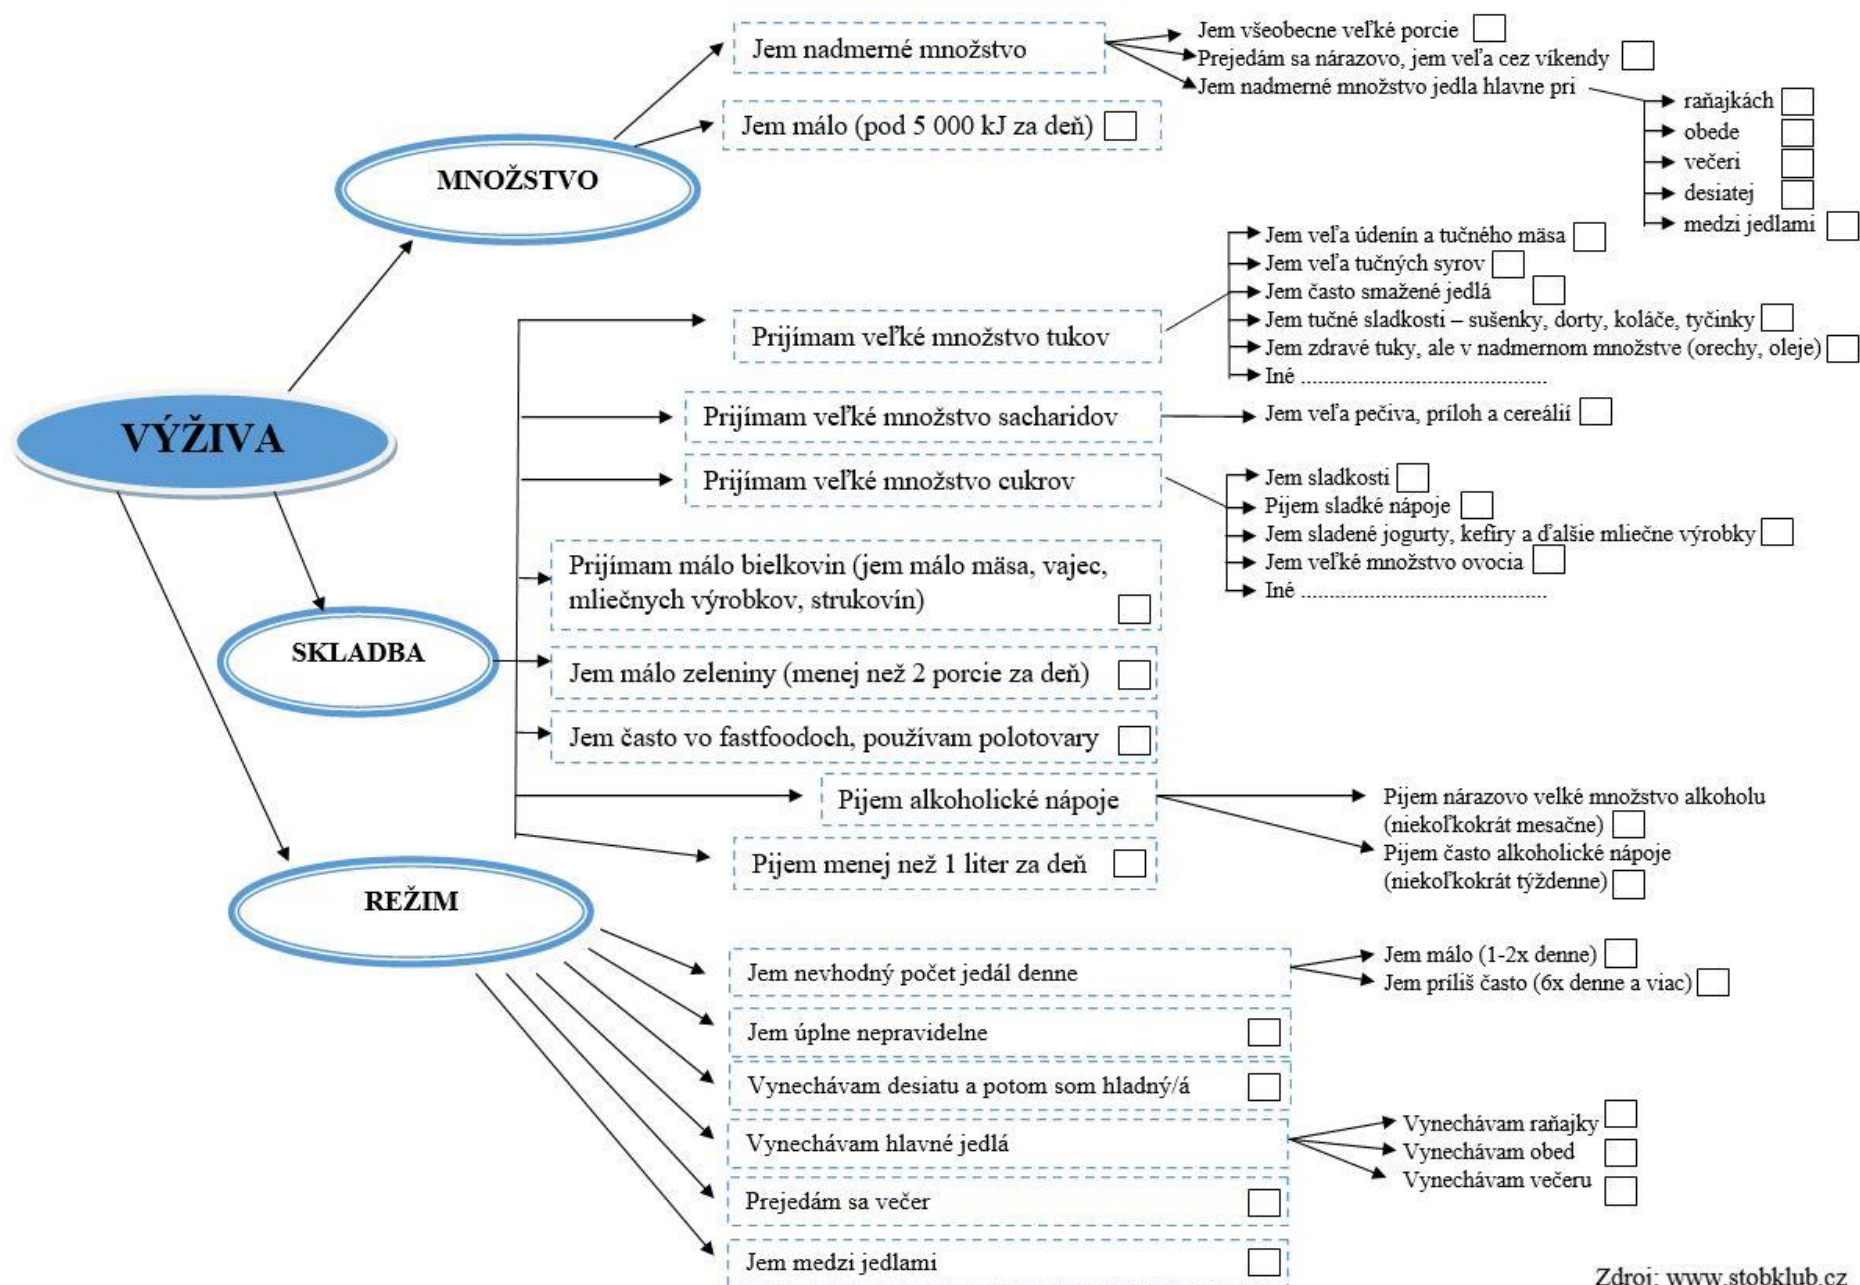 VÝŽIVA
MNOŽSTVO
Jem nadmerné množstvo
Jem všeobecne veľké porcie
Prejedám sa nárazovo, jem veľa cez víkendy
Jem nadmerné množstvo jedla hlavne pri
raňajkách
obede
večeri
desiatej
medzi jedlami
Jem málo (pod 5 000 kJ za deň)
SKLADBA
Prijímam veľké množstvo tukov
Jem veľa údenín a tučného mäsa
Jem veľa tučných syrov
Jem často smažené jedlá
Jem tučné sladkosti – sušenky, dorty, koláče, tyčinky
Jem zdravé tuky, ale v nadmernom množstve (orechy, oleje)
Iné ..........................................
Prijímam veľké množstvo sacharidov
Jem veľa pečiva, príloh a cereálií
Prijímam veľké množstvo cukrov
Jem sladkosti
Pijem sladké nápoje
Jem sladené jogurty, kefíry a ďalšie mliečne výrobky
Jem veľké množstvo ovocia
Iné ..........................................
Prijímam málo bielkovin (jem málo mäsa, vajec,
mliečnych výrobkov, strukovín)
Jem málo zeleniny (menej než 2 porcie za deň)
Jem často vo fastfoodoch, používam polotovary
Pijem alkoholické nápoje
Pijem nárazovo velké množstvo alkoholu
(niekoľkokrát mesačne)
Pijem často alkoholické nápoje
(niekoľkokrát týždenne)
Pijem menej než 1 liter za deň
REŽIM
Jem nevhodný počet jedál denne
Jem málo (1-2x denne)
Jem príliš často (6x denne a viac)
Jem úplne nepravidelne
Vynechávam desiatu a potom som hladný/á
Vynechávam hlavné jedlá
Vynechávam raňajky
Vynechávam obed
Vynechávam večeru
Prejedám sa večer
Jem medzi jedlami
Zdroj: www.stobklub.cz